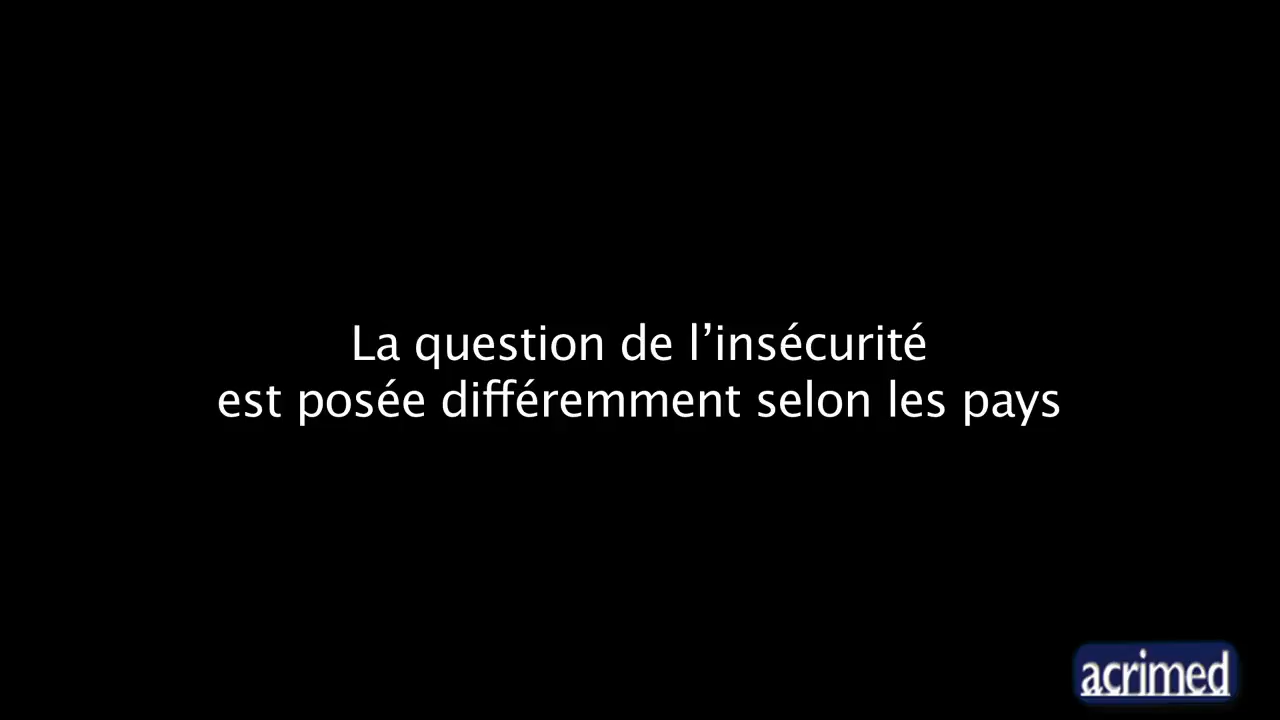 La question de l’insécurité
est posée différemment selon les pays
acrimed